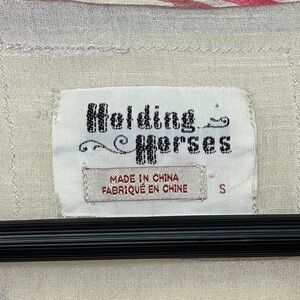 Holding
Horses
MADE IN CHINA
FABRIQUÉ EN CHINE
S